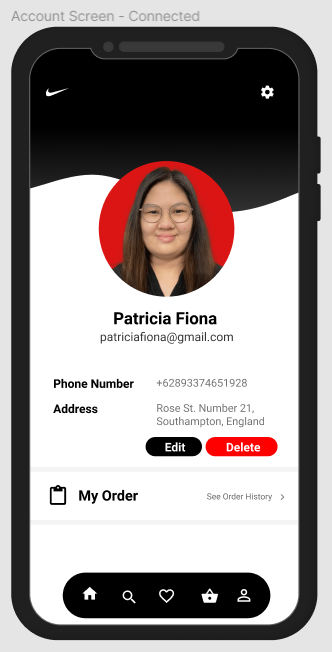 Account Screen - Connected
Patricia Fiona
patriciafiona@gmail.com
Phone Number +62893374651928
Address Rose St. Number 21,
Southampton, England
Edit Delete
My Order See Order History